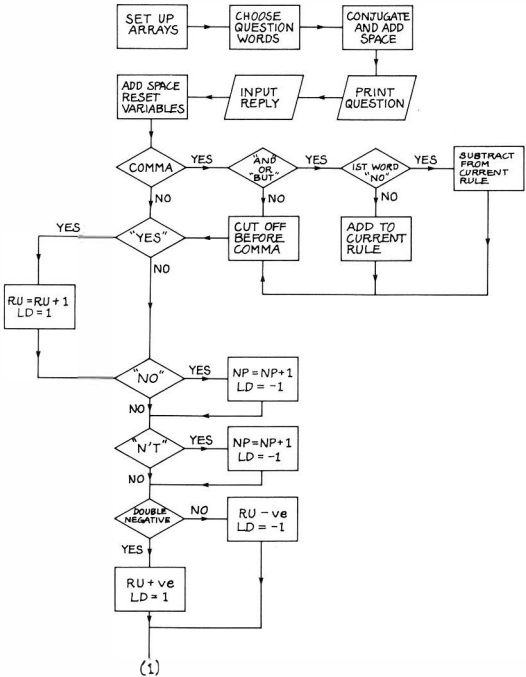 SET UP
ARRAYS
CHOOSE
QUESTION
WORDS
CONJUGATE
AND ADD
SPACE
ADD SPACE
RESET
VARIABLES
INPUT
REPLY
PRINT
QUESTION
COMMA
YES
"AND"
OR
"BUT"
YES
1ST WORD
"NO"
YES
SUBTRACT
FROM
CURRENT
RULE
NO
NO
NO
YES
"YES"
CUT OFF
BEFORE
COMMA
ADD TO
CURRENT
RULE
NO
RU=RU+1
LD=1
"NO"
YES
NP=NP+1
LD=-1
NO
"N'T"
YES
NP=NP+1
LD=-1
NO
DOUBLE
NEGATIVE
NO
RU-ve
LD=-1
YES
RU+ve
LD=1
(1)